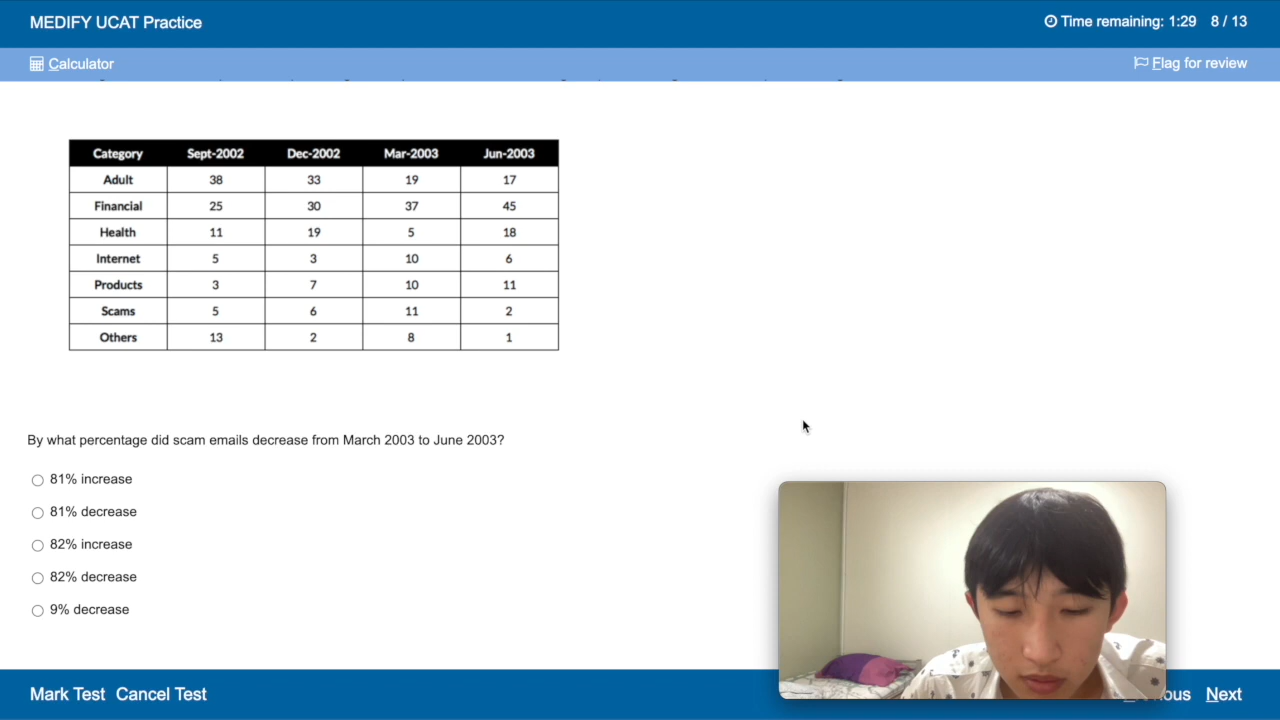 MEDIFY UCAT Practice
Time remaining: 1:29 8 / 13
Calculator
Flag for review
Category Sept-2002 Dec-2002 Mar-2003 Jun-2003
Adult 38 33 19 17
Financial 25 30 37 45
Health 11 19 5 18
Internet 5 3 10 6
Products 3 7 10 11
Scams 5 6 11 2
Others 13 2 8 1
By what percentage did scam emails decrease from March 2003 to June 2003?
81% increase
81% decrease
82% increase
82% decrease
9% decrease
Mark Test Cancel Test
Next